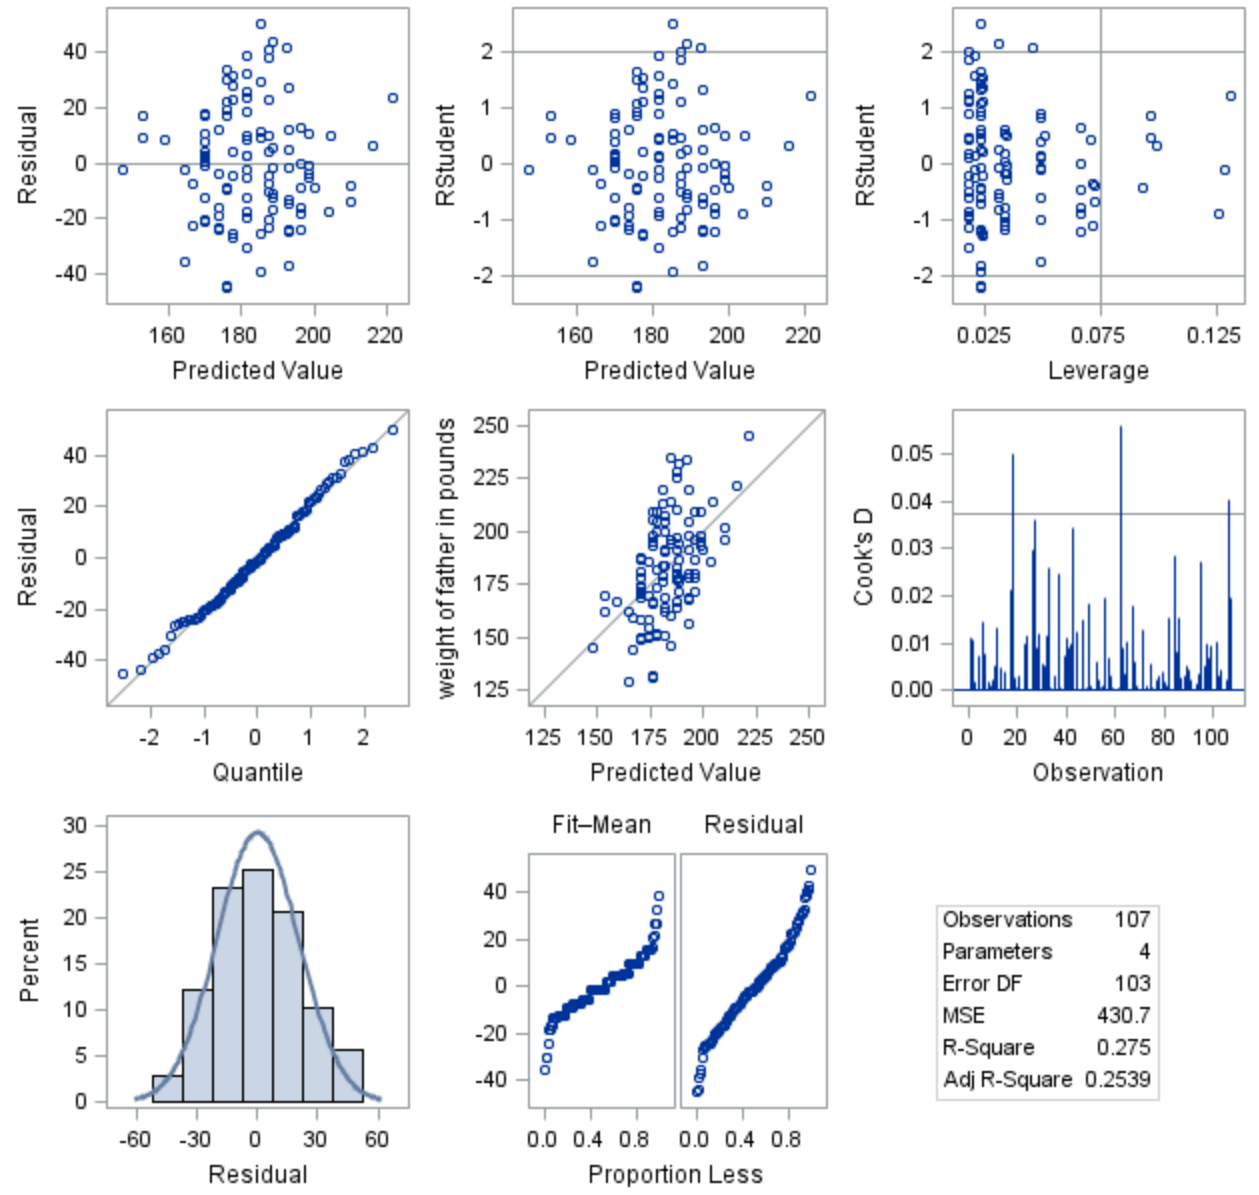 40
20
0
-20
-40
Residual
160 180 200 220
Predicted Value
2
1
0
-1
-2
RStudent
160 180 200 220
Predicted Value
2
1
0
-1
-2
RStudent
0.025 0.075 0.125
Leverage
40
20
0
-20
-40
Residual
-2 -1 0 1 2
Quantile
250
225
200
175
150
125
weight of father in pounds
125 150 175 200 225 250
Predicted Value
0.05
0.04
0.03
0.02
0.01
0.00
Cook's D
0 20 40 60 80 100
Observation
30
25
20
15
10
5
0
Percent
-60 -30 0 30 60
Residual
Fit–Mean Residual
40
20
0
-20
-40
0.0 0.4 0.8 0.0 0.4 0.8
Proportion Less
Observations 107
Parameters 4
Error DF 103
MSE 430.7
R-Square 0.275
Adj R-Square 0.2539